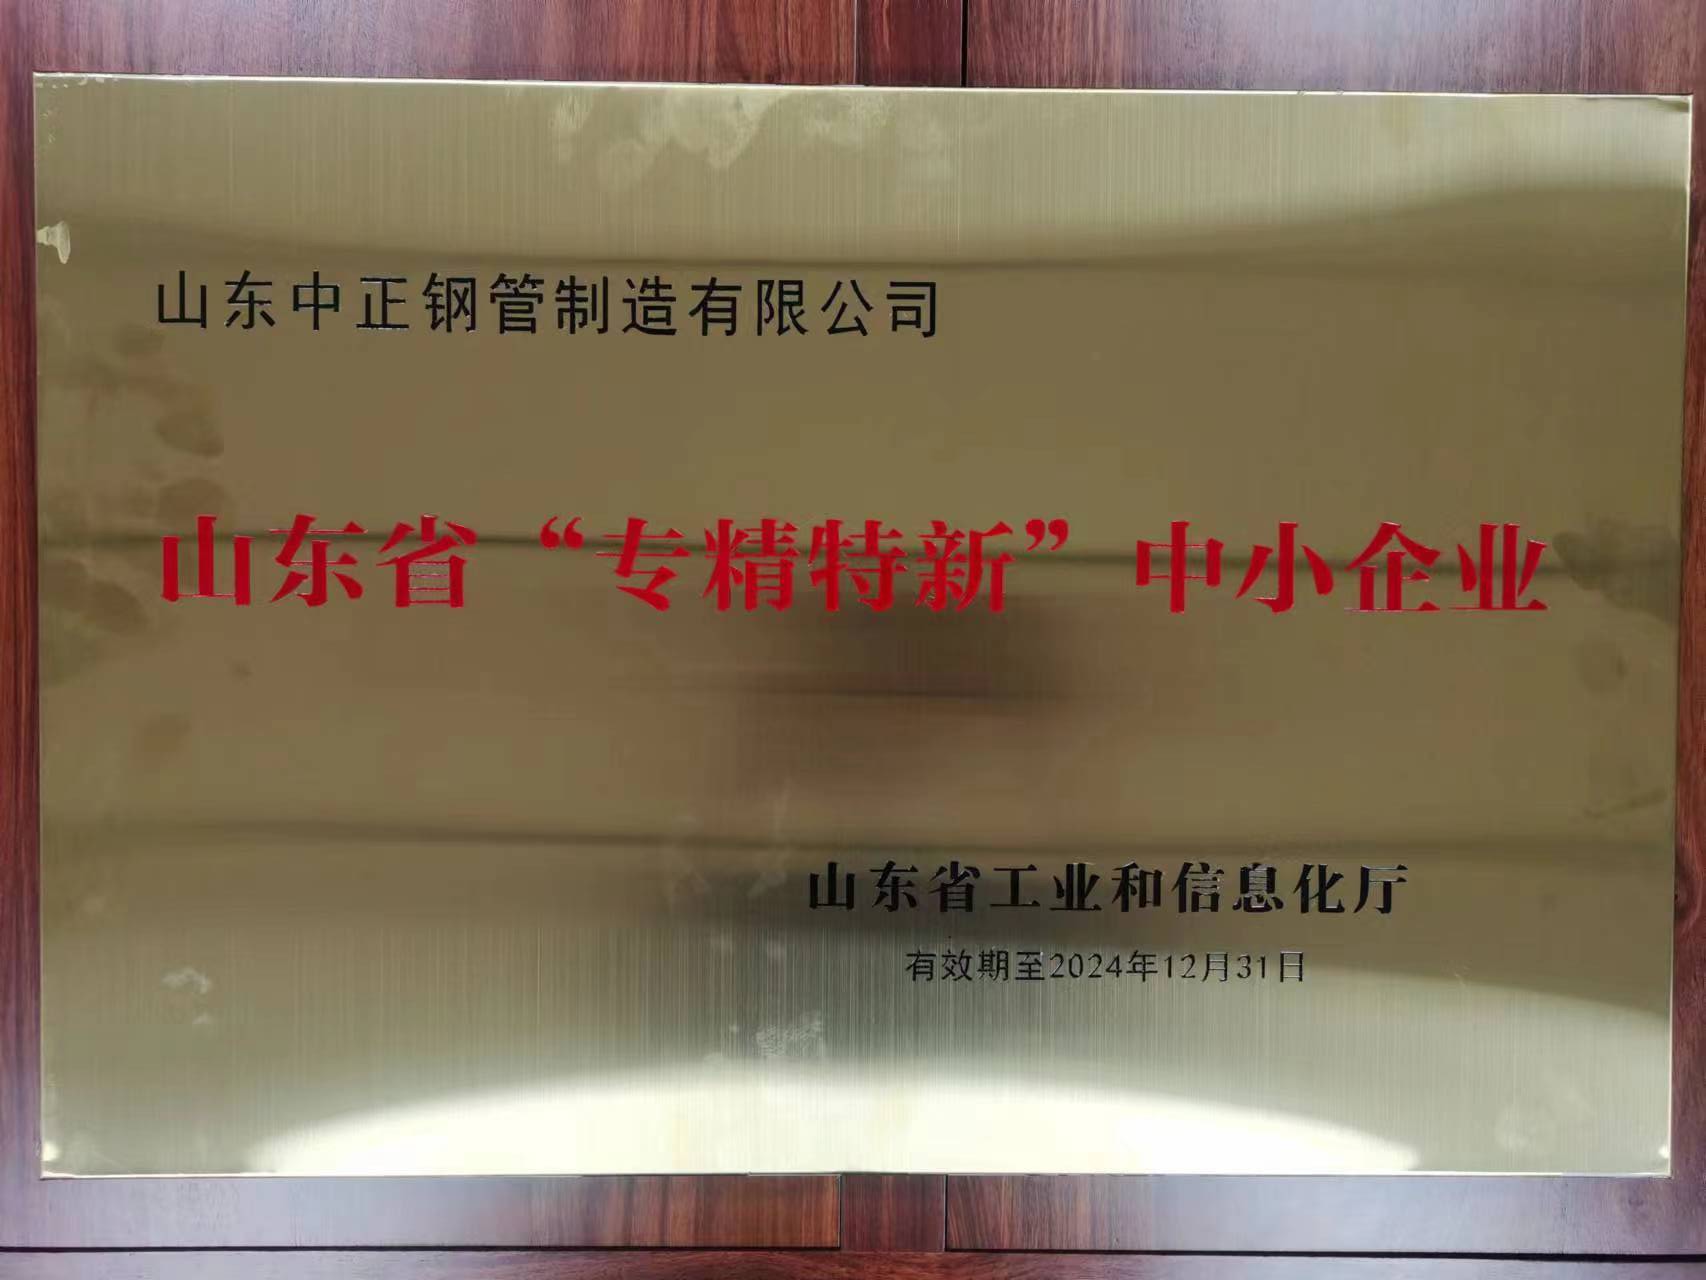 山东中正钢管制造有限公司
山东省“专精特新”中小企业
山东省工业和信息化厅
有效期至2024年12月31日